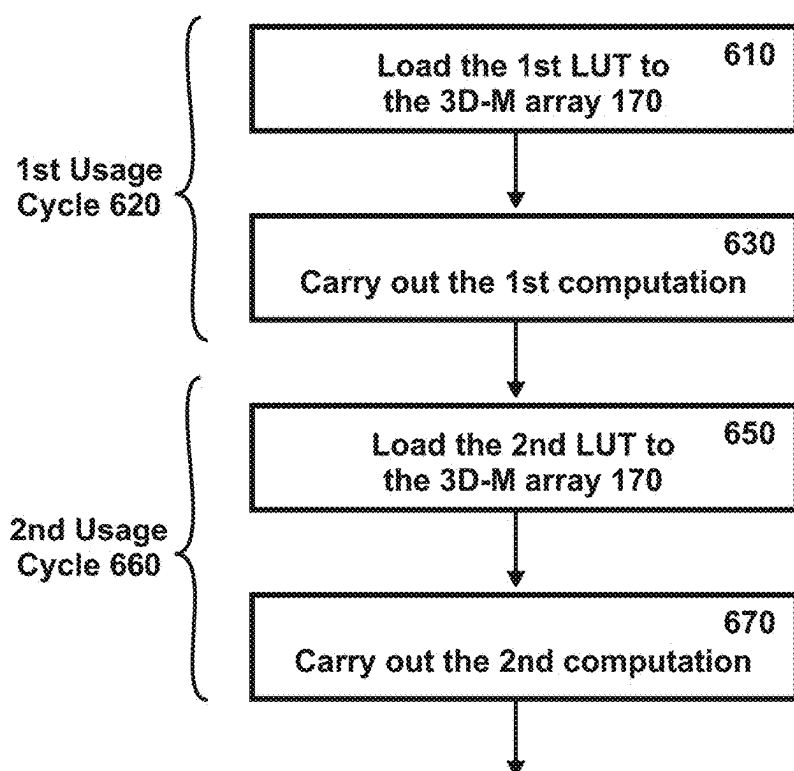 610
Load the 1st LUT to
the 3D-M array 170
1st Usage
Cycle 620
630
Carry out the 1st computation
650
Load the 2nd LUT to
the 3D-M array 170
2nd Usage
Cycle 660
670
Carry out the 2nd computation